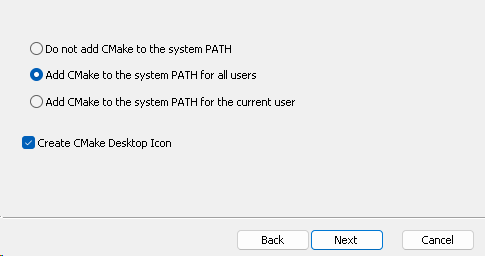 Do not add CMake to the system PATH
Add CMake to the system PATH for all users
Add CMake to the system PATH for the current user
Create CMake Desktop Icon
Back Next Cancel